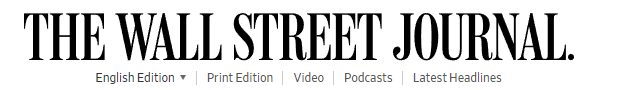 THE WALL STREET JOURNAL.
English Edition Print Edition Video Podcasts Latest Headlines